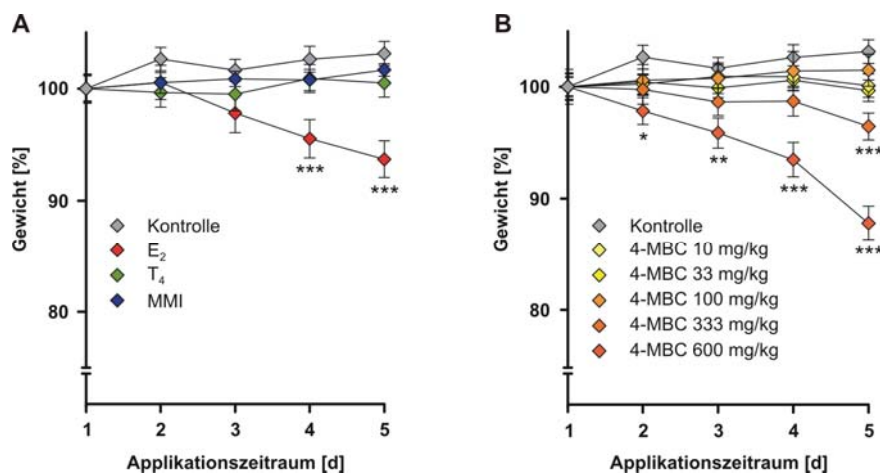 A
Gewicht [%]
100
90
80
***
***
Kontrolle
E2
T4
MMI
1 2 3 4 5
Applikationszeitraum [d]
B
Gewicht [%]
100
90
80
*
**
***
***
***
Kontrolle
4-MBC 10 mg/kg
4-MBC 33 mg/kg
4-MBC 100 mg/kg
4-MBC 333 mg/kg
4-MBC 600 mg/kg
1 2 3 4 5
Applikationszeitraum [d]